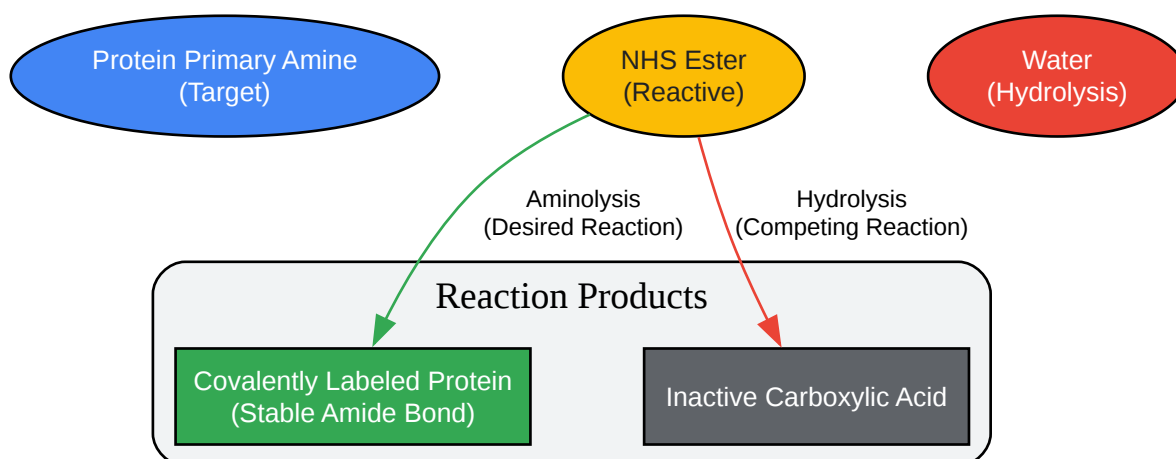 Protein Primary Amine
(Target)
NHS Ester
(Reactive)
Water
(Hydrolysis)
Aminolysis
(Desired Reaction)
Hydrolysis
(Competing Reaction)
Reaction Products
Covalently Labeled Protein
(Stable Amide Bond)
Inactive Carboxylic Acid